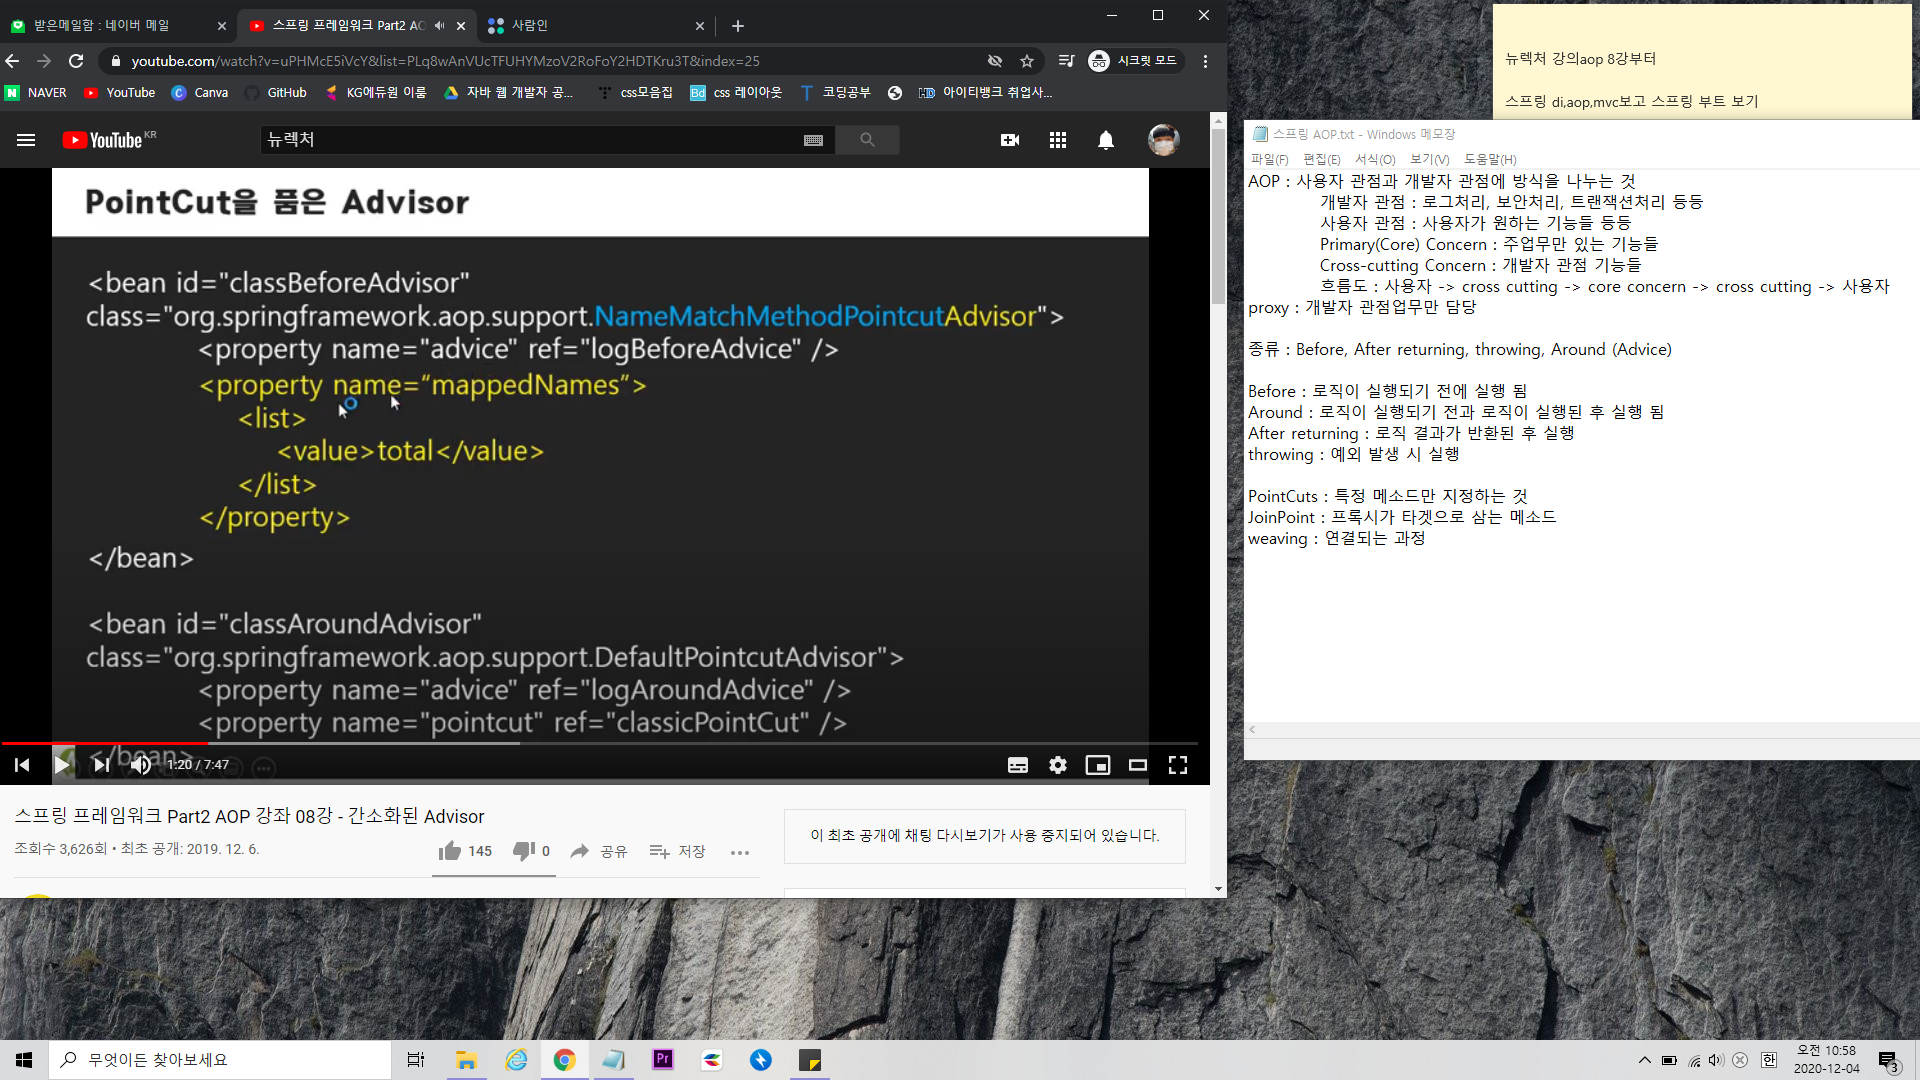 받은메일함 : 네이버 메일
스프링 프레임워크 Part2 AO
사람인
youtube.com/watch?v=uPHMcE5iVcY&list=PLq8wAnVUcTFUHYMzoV2RoFoY2HDTKru3T&index=25
시크릿 모드
NAVER
YouTube
Canva
GitHub
KG에듀원 이룸
자바 웹 개발자 공...
css모음집
css 레이아웃
코딩공부
아이티뱅크 취업사...
YouTube KR
뉴렉처
PointCut을 품은 Advisor
<bean id="classBeforeAdvisor"
class="org.springframework.aop.support.NameMatchMethodPointcutAdvisor">
<property name="advice" ref="logBeforeAdvice" />
<property name=“mappedNames“>
<list>
<value>total</value>
</list>
</property>
</bean>
<bean id="classAroundAdvisor"
class="org.springframework.aop.support.DefaultPointcutAdvisor">
<property name="advice" ref="logAroundAdvice" />
<property name="pointcut" ref="classicPointCut" />
</bean>
1:20 / 7:47
스프링 프레임워크 Part2 AOP 강좌 08강 - 간소화된 Advisor
조회수 3,626회 • 최초 공개: 2019. 12. 6.
145
0
공유
저장
이 최초 공개에 채팅 다시보기가 사용 중지되어 있습니다.
뉴렉처 강의aop 8강부터
스프링 di,aop,mvc보고 스프링 부트 보기
스프링 AOP.txt - Windows 메모장
파일(F) 편집(E) 서식(O) 보기(V) 도움말(H)
AOP : 사용자 관점과 개발자 관점에 방식을 나누는 것
개발자 관점 : 로그처리, 보안처리, 트랜잭션처리 등등
사용자 관점 : 사용자가 원하는 기능들 등등
Primary(Core) Concern : 주업무만 있는 기능들
Cross-cutting Concern : 개발자 관점 기능들
흐름도 : 사용자 -> cross cutting -> core concern -> cross cutting -> 사용자
proxy : 개발자 관점업무만 담당
종류 : Before, After returning, throwing, Around (Advice)
Before : 로직이 실행되기 전에 실행 됨
Around : 로직이 실행되기 전과 로직이 실행된 후 실행 됨
After returning : 로직 결과가 반환된 후 실행
throwing : 예외 발생 시 실행
PointCuts : 특정 메소드만 지정하는 것
JoinPoint : 프록시가 타겟으로 삼는 메소드
weaving : 연결되는 과정
무엇이든 찾아보세요
Pr
한
오전 10:58
2020-12-04
3